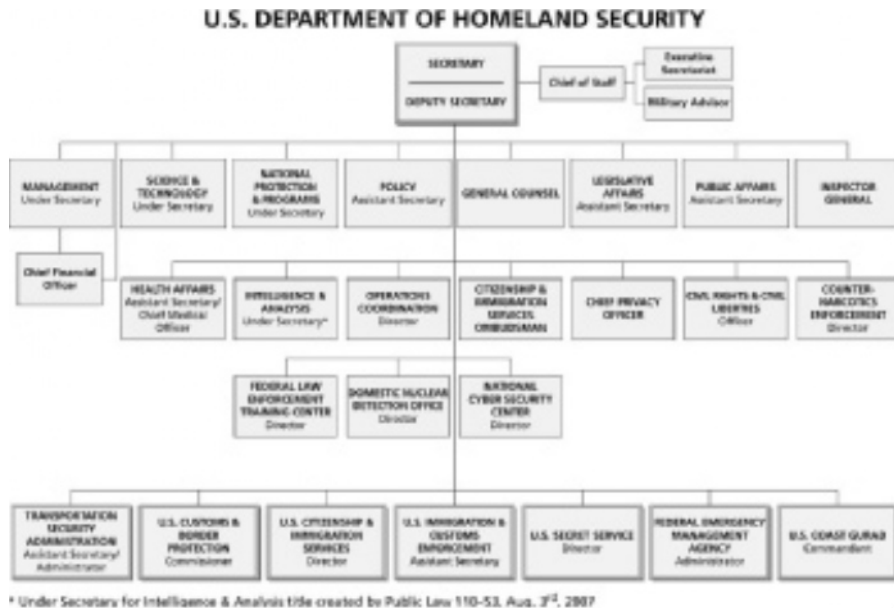 U.S. DEPARTMENT OF HOMELAND SECURITY
SECRETARY
DEPUTY SECRETARY
Chief of Staff
Executive
Secretariat
Military Advisor
MANAGEMENT
Under Secretary
SCIENCE &
TECHNOLOGY
Under Secretary
NATIONAL
PROTECTION
& PROGRAMS
Under Secretary
POLICY
Assistant Secretary
GENERAL COUNSEL
LEGISLATIVE
AFFAIRS
Assistant Secretary
PUBLIC AFFAIRS
Assistant Secretary
INSPECTOR
GENERAL
Chief Financial
Officer
HEALTH AFFAIRS
Assistant Secretary/
Chief Medical
Officer
INTELLIGENCE &
ANALYSIS
Under Secretary*
OPERATIONS
COORDINATION
Director
CITIZENSHIP &
IMMIGRATION
SERVICES
OMBUDSMAN
CHIEF PRIVACY
OFFICER
CIVIL RIGHTS & CIVIL
LIBERTIES
Officer
COUNTER-
NARCOTICS
ENFORCEMENT
Director
FEDERAL LAW
ENFORCEMENT
TRAINING CENTER
Director
DOMESTIC NUCLEAR
DETECTION OFFICE
Director
NATIONAL
CYBER SECURITY
CENTER
Director
TRANSPORTATION
SECURITY
ADMINISTRATION
Assistant Secretary/
Administrator
U.S. CUSTOMS &
BORDER
PROTECTION
Commissioner
U.S. CITIZENSHIP &
IMMIGRATION
SERVICES
Director
U.S. IMMIGRATION &
CUSTOMS
ENFORCEMENT
Assistant Secretary
U.S. SECRET SERVICE
Director
FEDERAL EMERGENCY
MANAGEMENT
AGENCY
Administrator
U.S. COAST GURAD
Commandant
* Under Secretary for Intelligence & Analysis title created by Public Law 110-53, Aug. 3rd, 2007